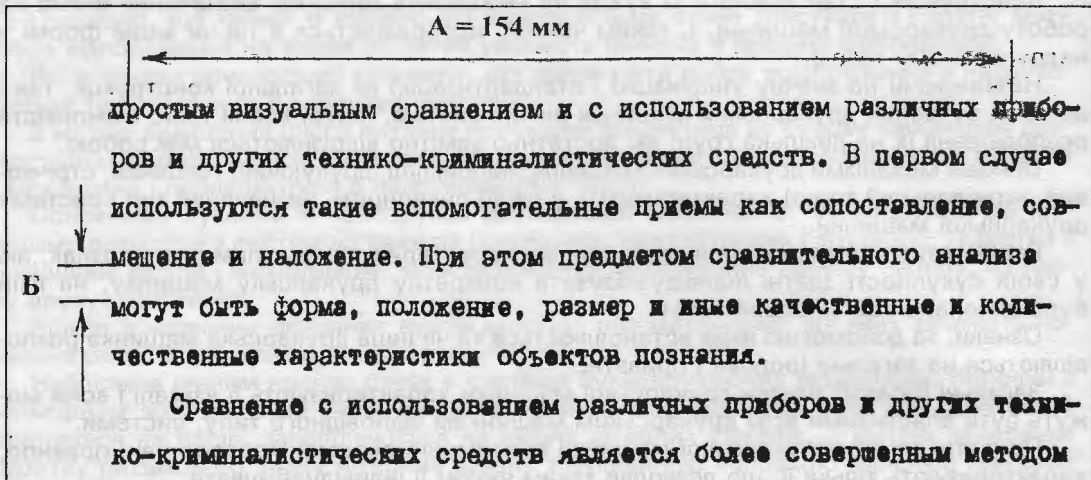 А = 154 мм
простым визуальным сравнением и с использованием различных прибо-
ров и других технико-криминалистических средств. В первом случае
используются такие вспомогательные приемы как сопоставление, сов-
Б
мещение и наложение. При этом предметом сравнительного анализа
могут быть форма, положение, размер и иные качественные и коли-
чественные характеристики объектов познания.
Сравнение с использованием различных приборов и других техни-
ко-криминалистических средств является более совершенным методом